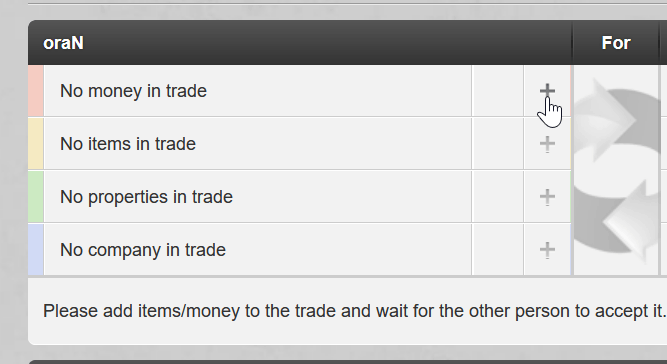 oraN
For
No money in trade
No items in trade
No properties in trade
No company in trade
Please add items/money to the trade and wait for the other person to accept it.